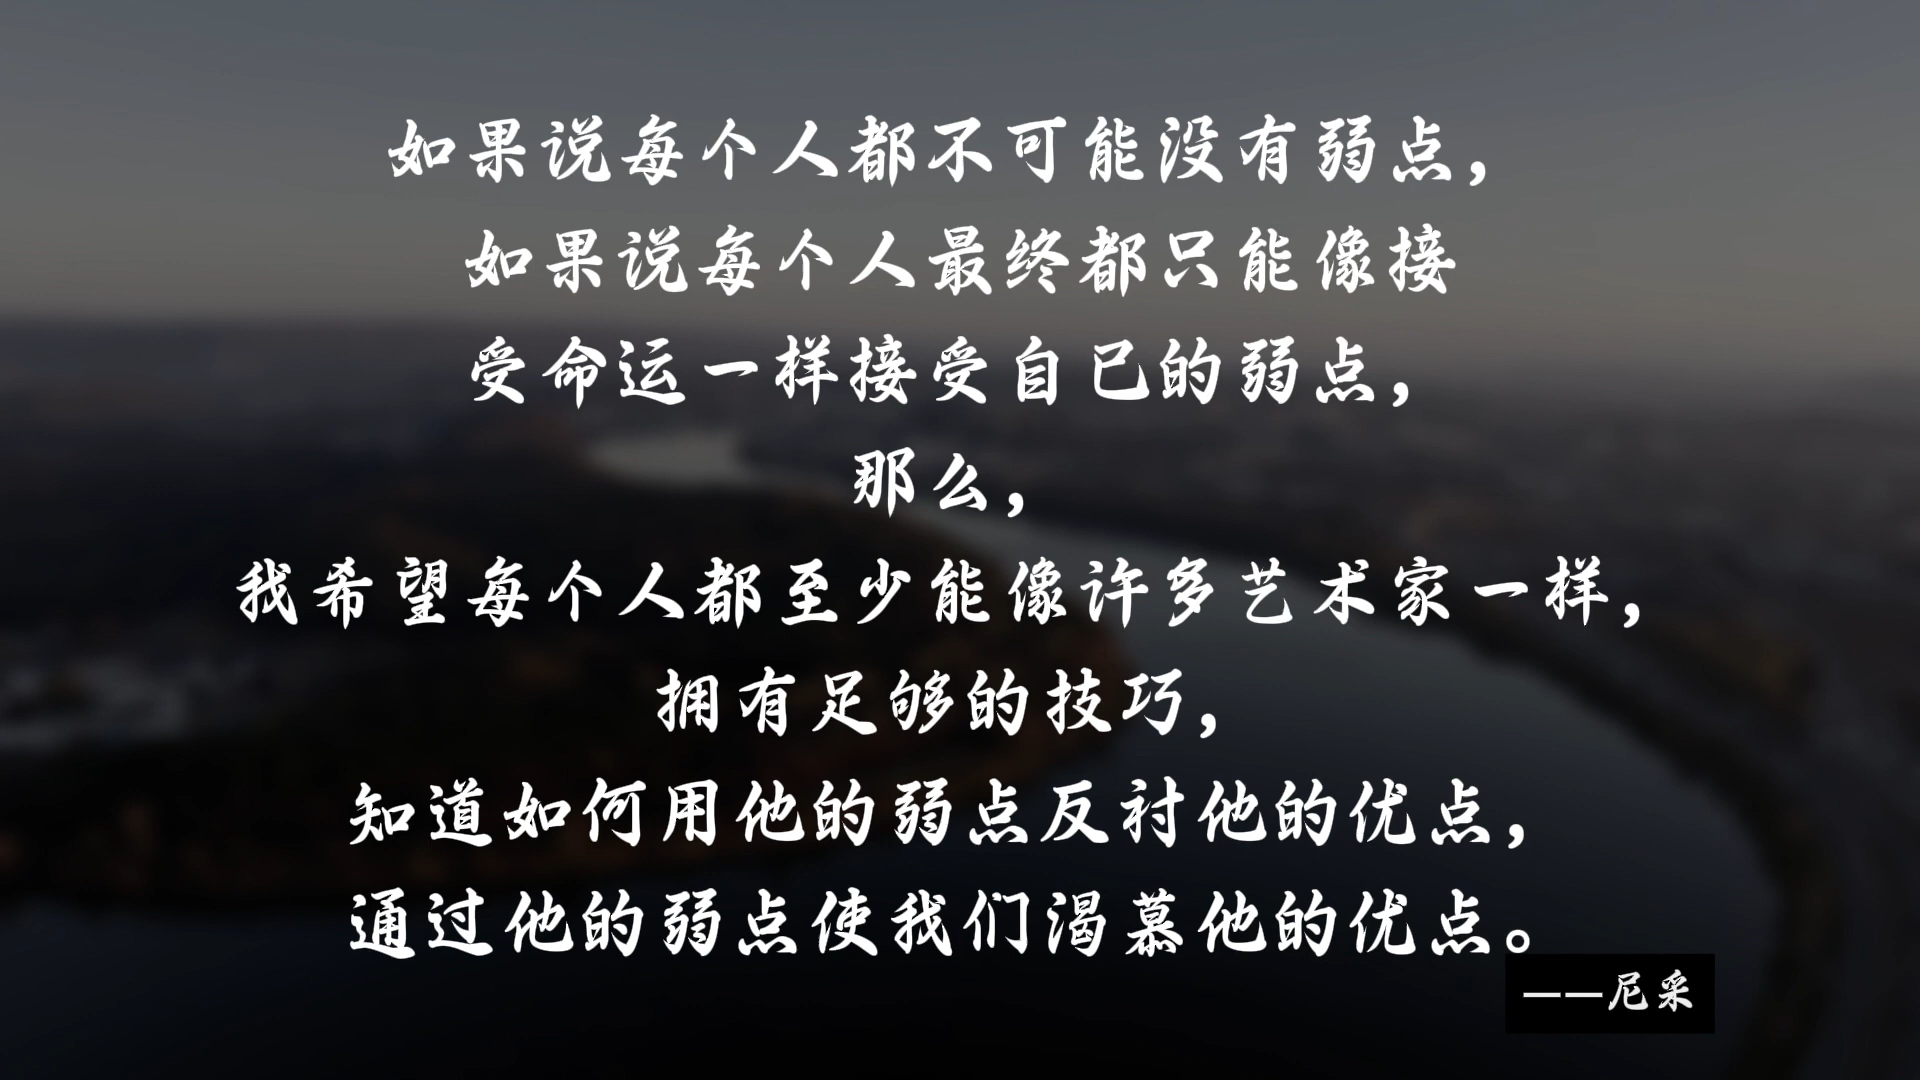 如果说每个人都不可能没有弱点，
如果说每个人最终都只能像接
受命运一样接受自己的弱点，
那么，
我希望每个人都至少能像许多艺术家一样，
拥有足够的技巧，
知道如何用他的弱点反衬他的优点，
通过他的弱点使我们渴慕他的优点。
——尼采